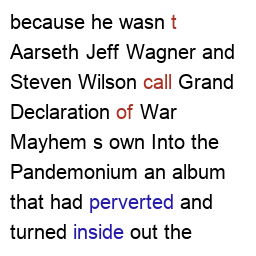 because he wasn t
Aarseth Jeff Wagner and
Steven Wilson call Grand
Declaration of War
Mayhem s own Into the
Pandemonium an album
that had perverted and
turned inside out the